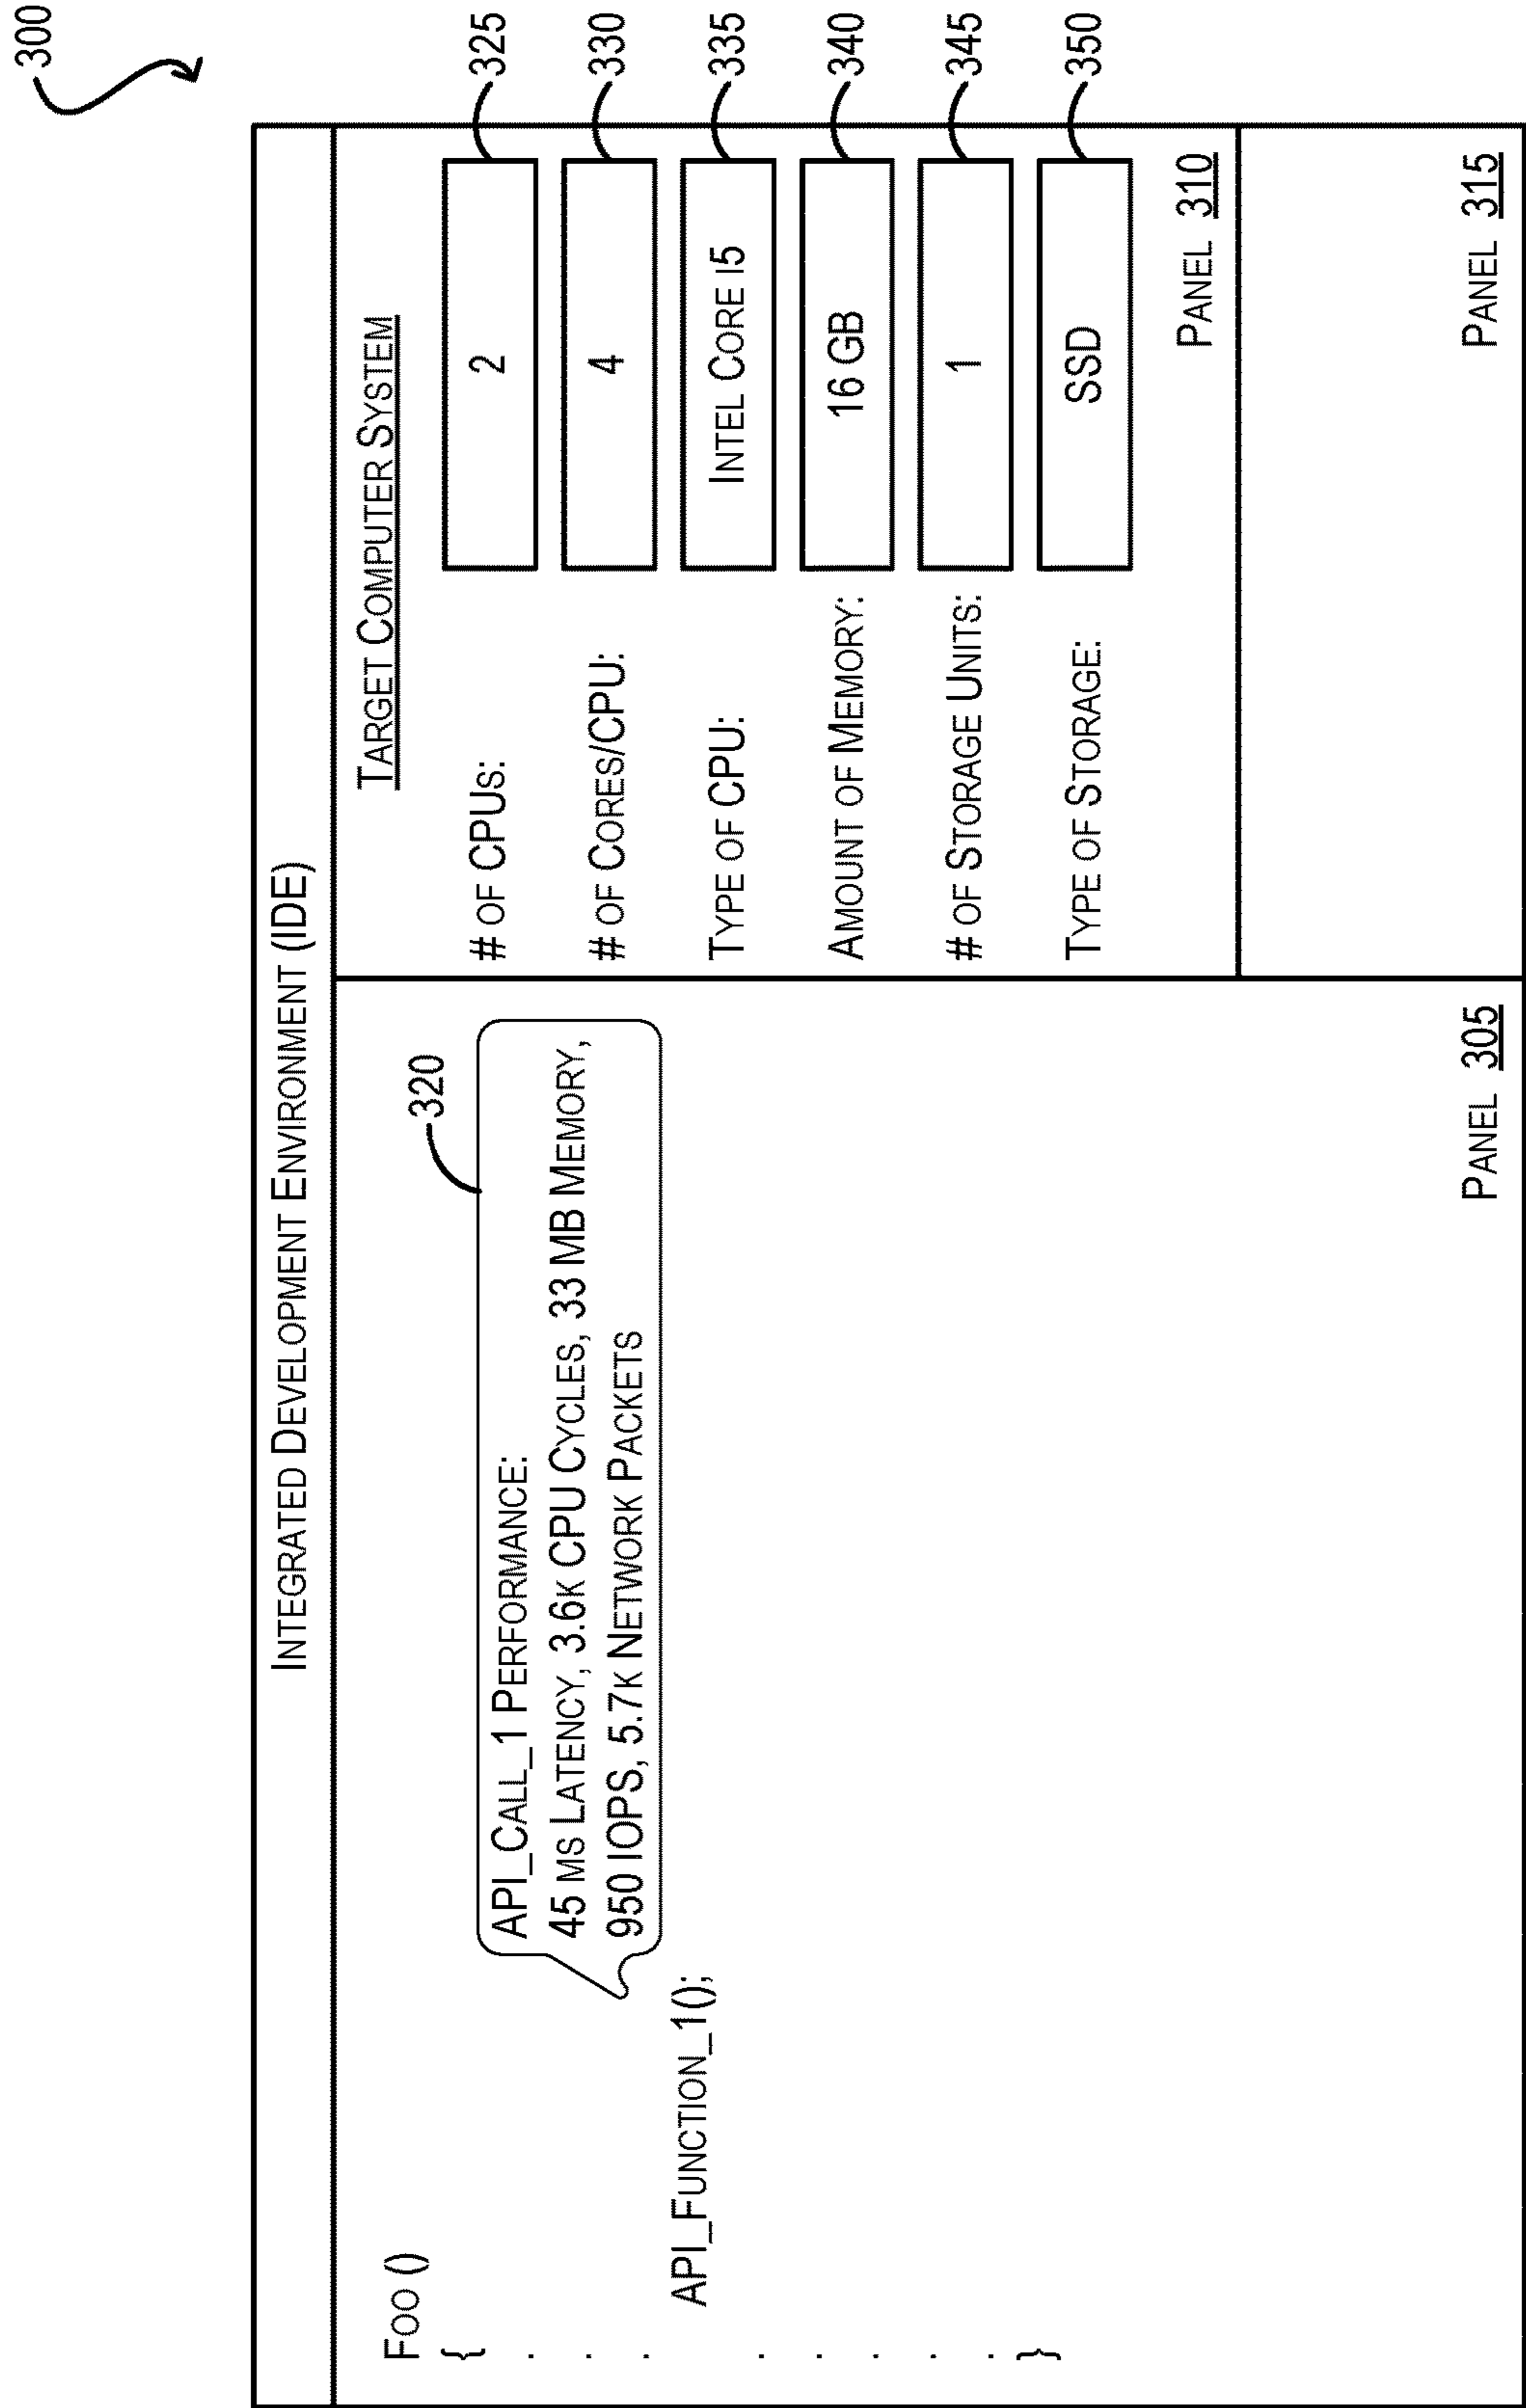 300
INTEGRATED DEVELOPMENT ENVIRONMENT (IDE)
FOO ()
{
.
.
.
API_FUNCTION_1();
.
.
.
.
.
}
320
API_CALL_1 PERFORMANCE:
45 MS LATENCY, 3.6K CPU CYCLES, 33 MB MEMORY,
950 IOPS, 5.7K NETWORK PACKETS
PANEL 305
TARGET COMPUTER SYSTEM
# OF CPUS: 2 325
# OF CORES/CPU: 4 330
TYPE OF CPU: INTEL CORE I5 335
AMOUNT OF MEMORY: 16 GB 340
# OF STORAGE UNITS: 1 345
TYPE OF STORAGE: SSD 350
PANEL 310
PANEL 315